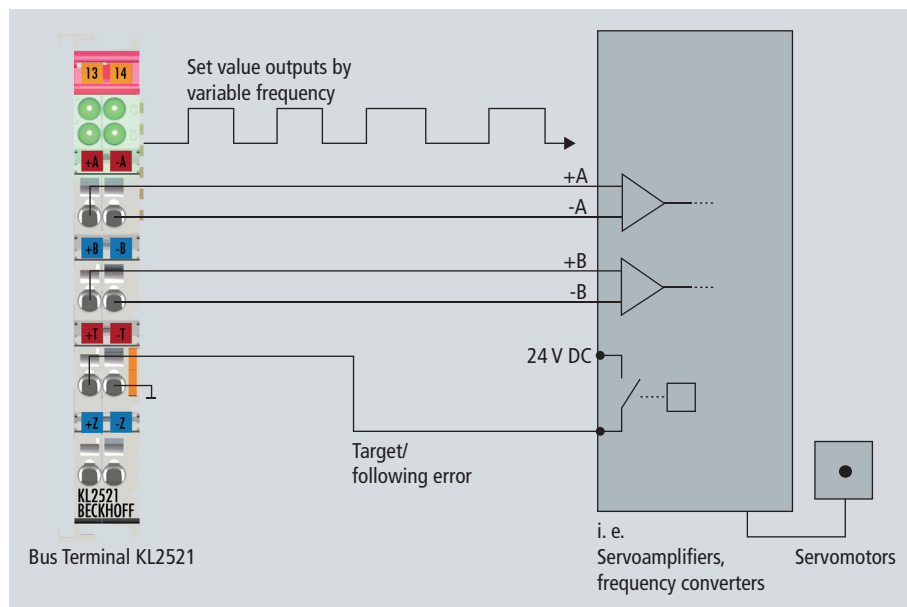 13 14
Set value outputs by
variable frequency
+A -A
+A
-A
+B -B
+B
-B
+T -T
24 V DC
+Z -Z
Target/
following error
KL2521
BECKHOFF
Bus Terminal KL2521
i. e.
Servoamplifiers,
frequency converters
Servomotors